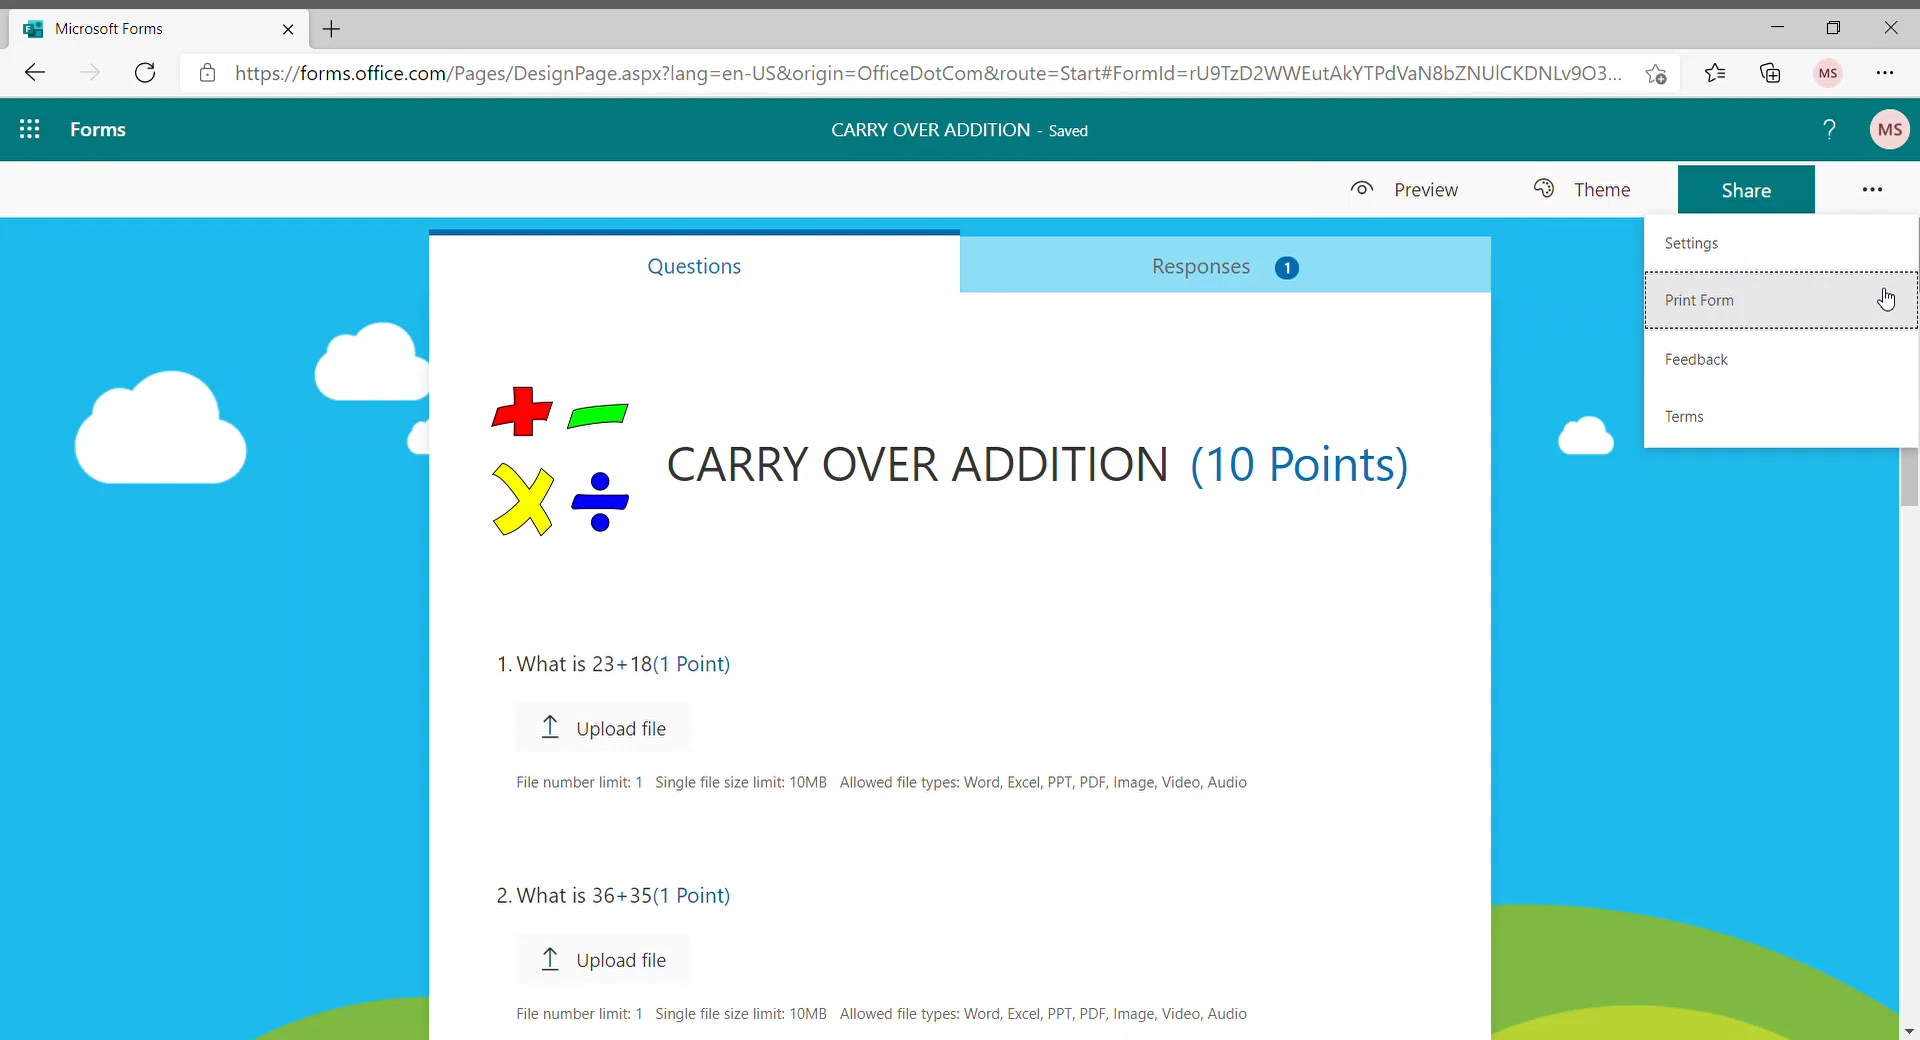 Microsoft Forms
https://forms.office.com/Pages/DesignPage.aspx?lang=en-US&origin=OfficeDotCom&route=Start#FormId=rU9TzD2WWEutAkYTPdVaN8bZNUlCKDNLv9O3...
MS
Forms
CARRY OVER ADDITION - Saved
?
MS
Preview
Theme
Share
Settings
Print Form
Feedback
Terms
Questions
Responses 1
CARRY OVER ADDITION (10 Points)
1. What is 23+18(1 Point)
Upload file
File number limit: 1 Single file size limit: 10MB Allowed file types: Word, Excel, PPT, PDF, Image, Video, Audio
2. What is 36+35(1 Point)
Upload file
File number limit: 1 Single file size limit: 10MB Allowed file types: Word, Excel, PPT, PDF, Image, Video, Audio